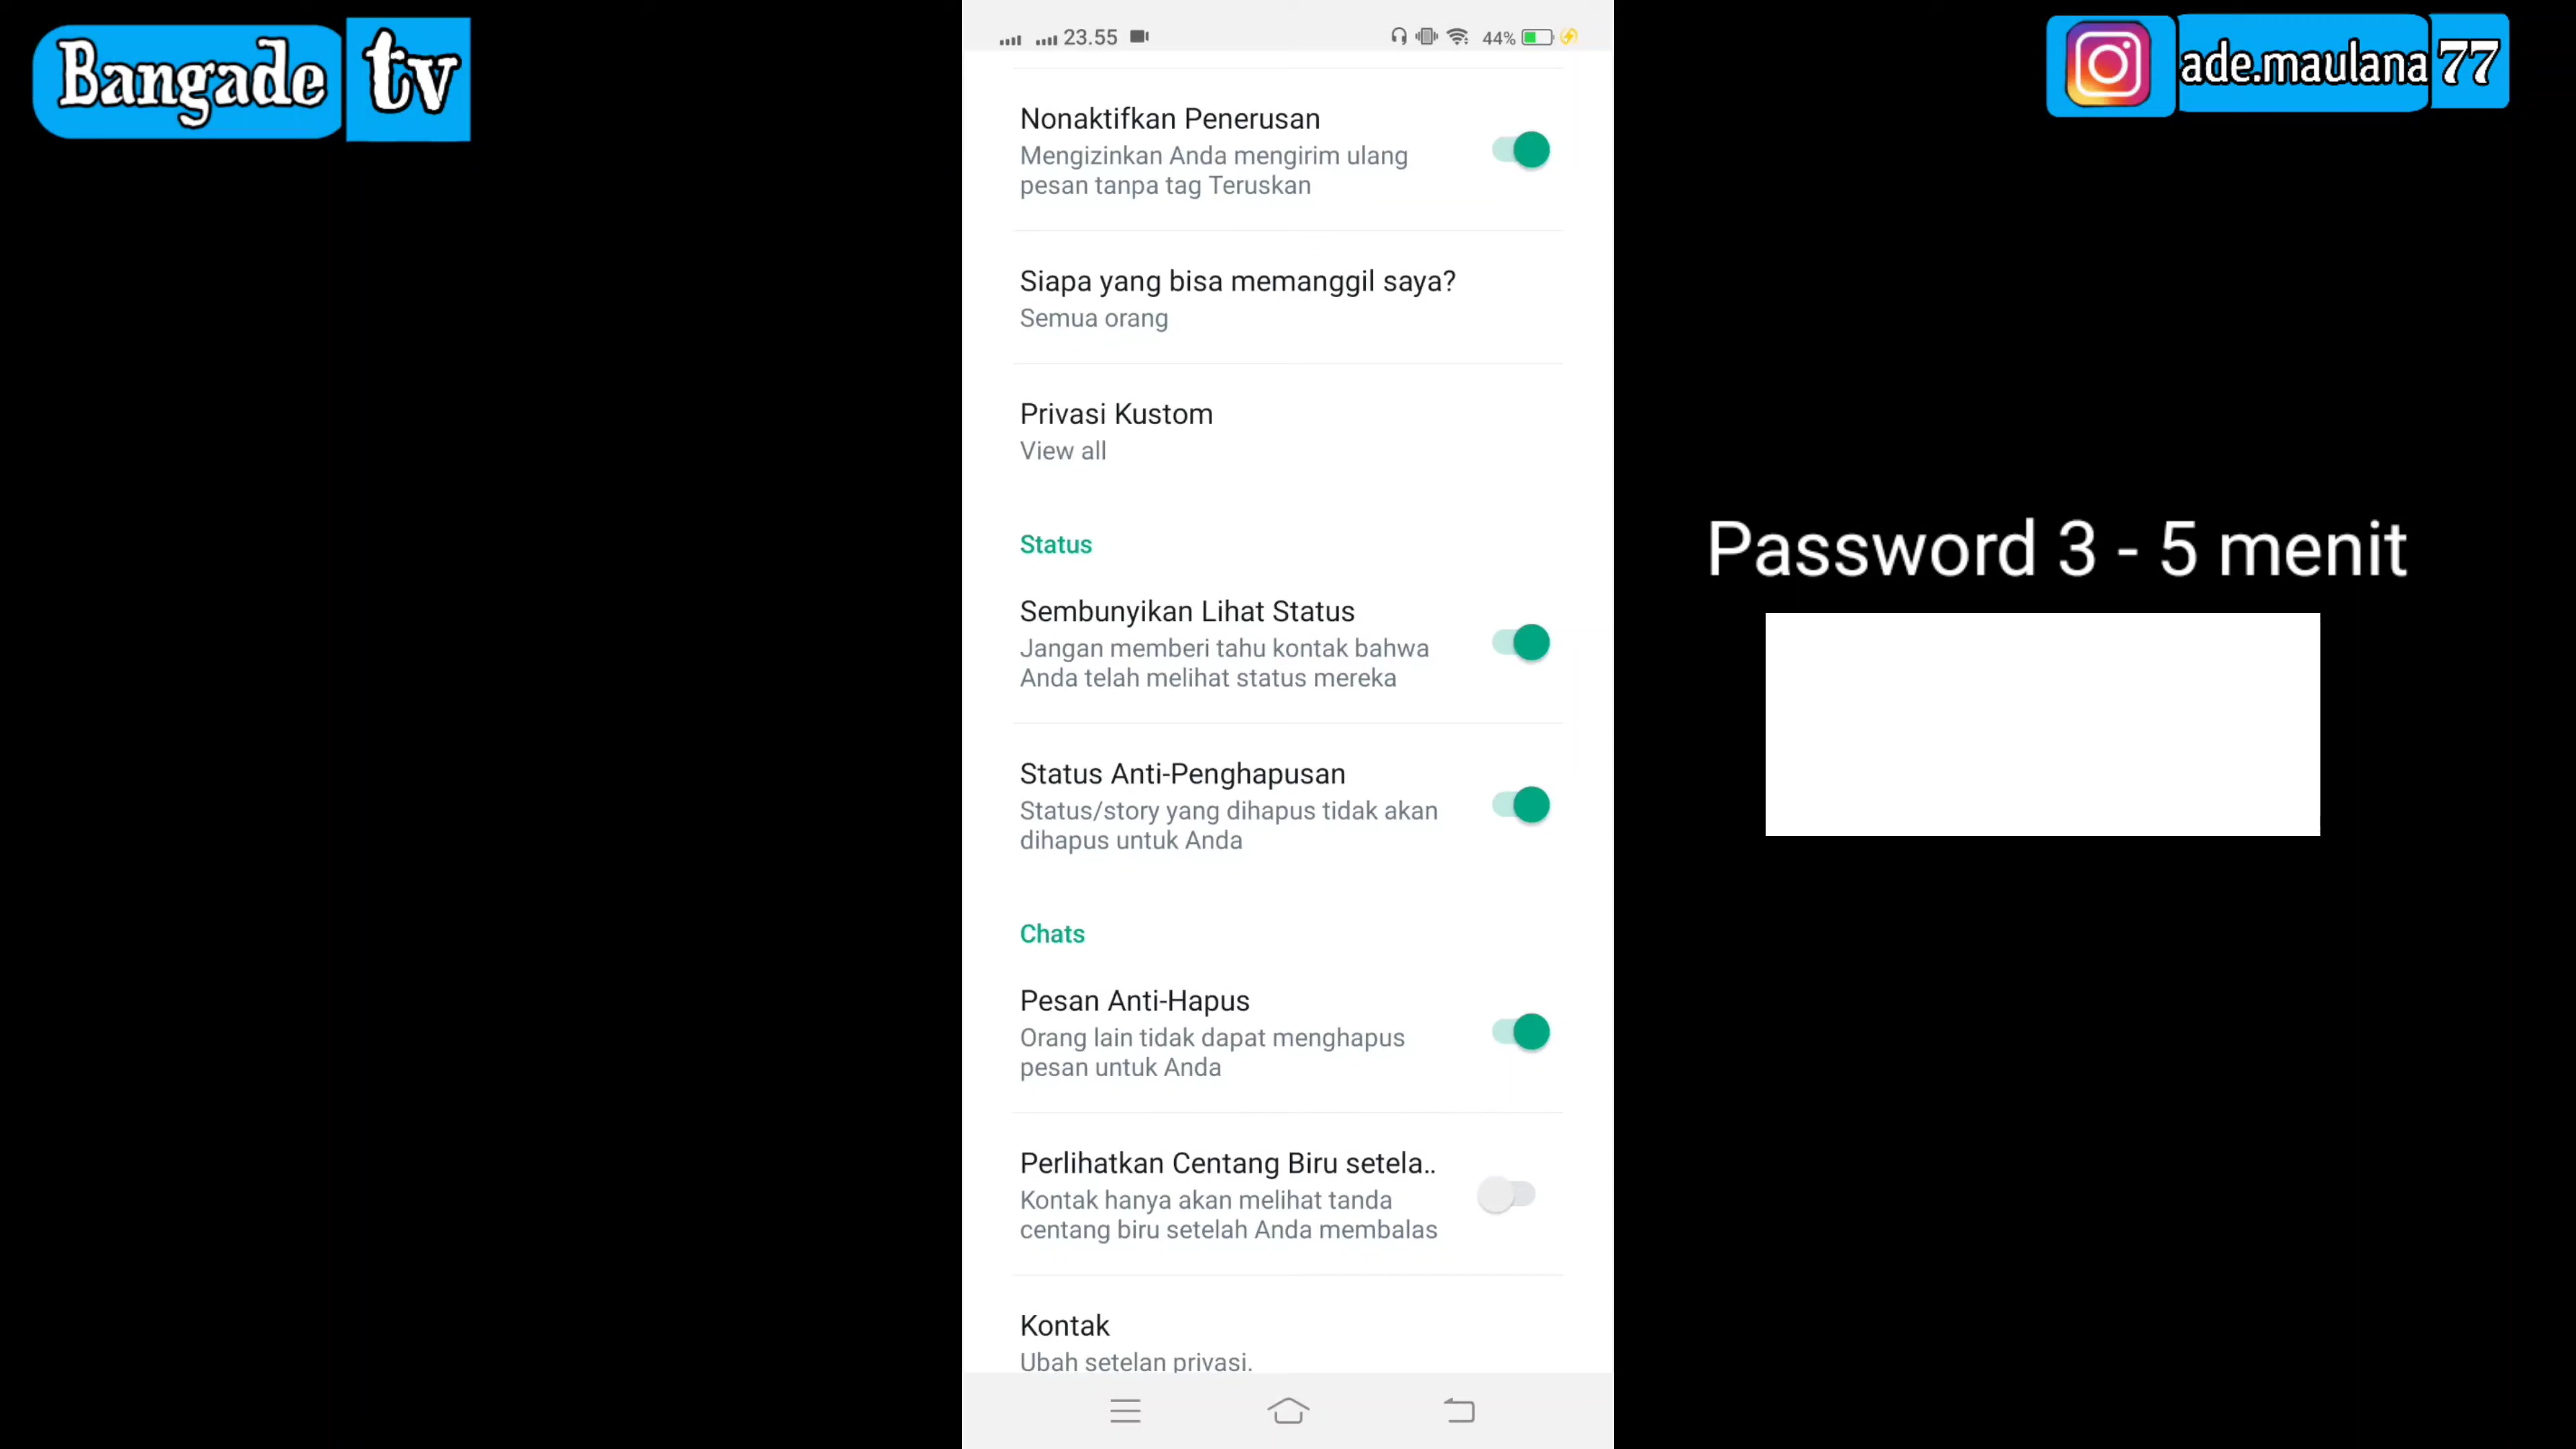 Bangade tv
ade.maulana 77
23.55
44%
Nonaktifkan Penerusan
Mengizinkan Anda mengirim ulang
pesan tanpa tag Teruskan
Siapa yang bisa memanggil saya?
Semua orang
Privasi Kustom
View all
Status
Sembunyikan Lihat Status
Jangan memberi tahu kontak bahwa
Anda telah melihat status mereka
Status Anti-Penghapusan
Status/story yang dihapus tidak akan
dihapus untuk Anda
Chats
Pesan Anti-Hapus
Orang lain tidak dapat menghapus
pesan untuk Anda
Perlihatkan Centang Biru setela..
Kontak hanya akan melihat tanda
centang biru setelah Anda membalas
Kontak
Ubah setelan privasi.
Password 3 - 5 menit